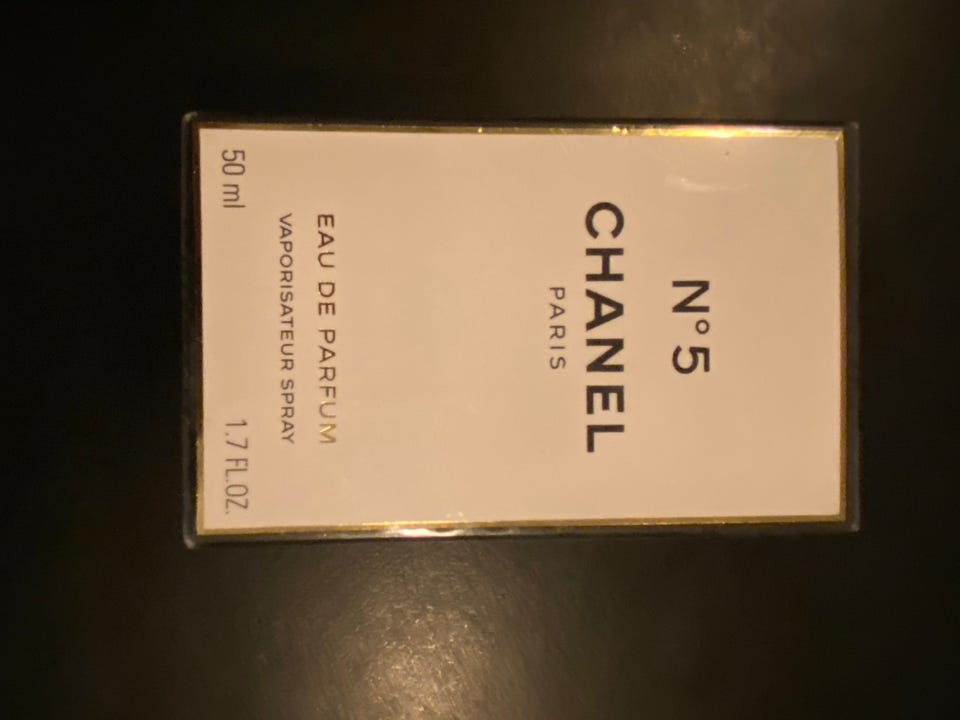 N°5
CHANEL
PARIS
EAU DE PARFUM
VAPORISATEUR SPRAY
50 ml 1.7 FL.OZ.